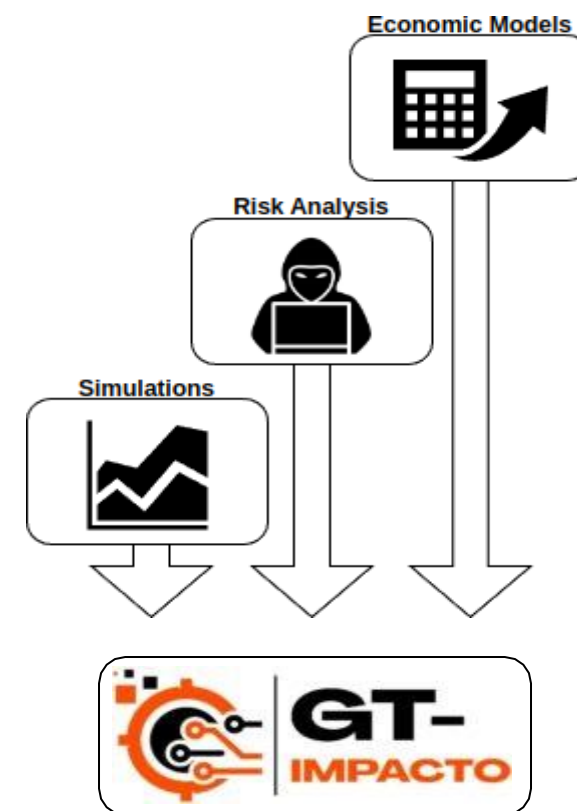 Economic Models
Risk Analysis
Simulations
GT-
IMPACTO